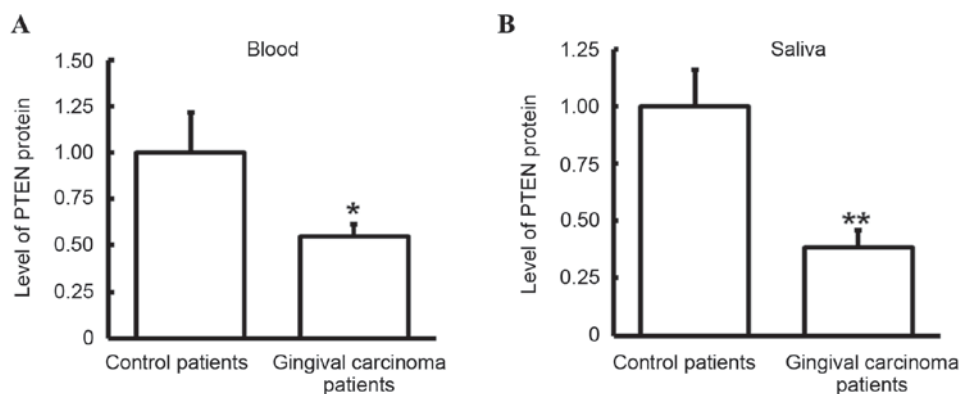 A
Blood
Level of PTEN protein
1.50
1.25
1.00
0.75
0.50
0.25
0
*
Control patients
Gingival carcinoma
patients
B
Saliva
Level of PTEN protein
1.25
1.00
0.75
0.50
0.25
0
**
Control patients
Gingival carcinoma
patients